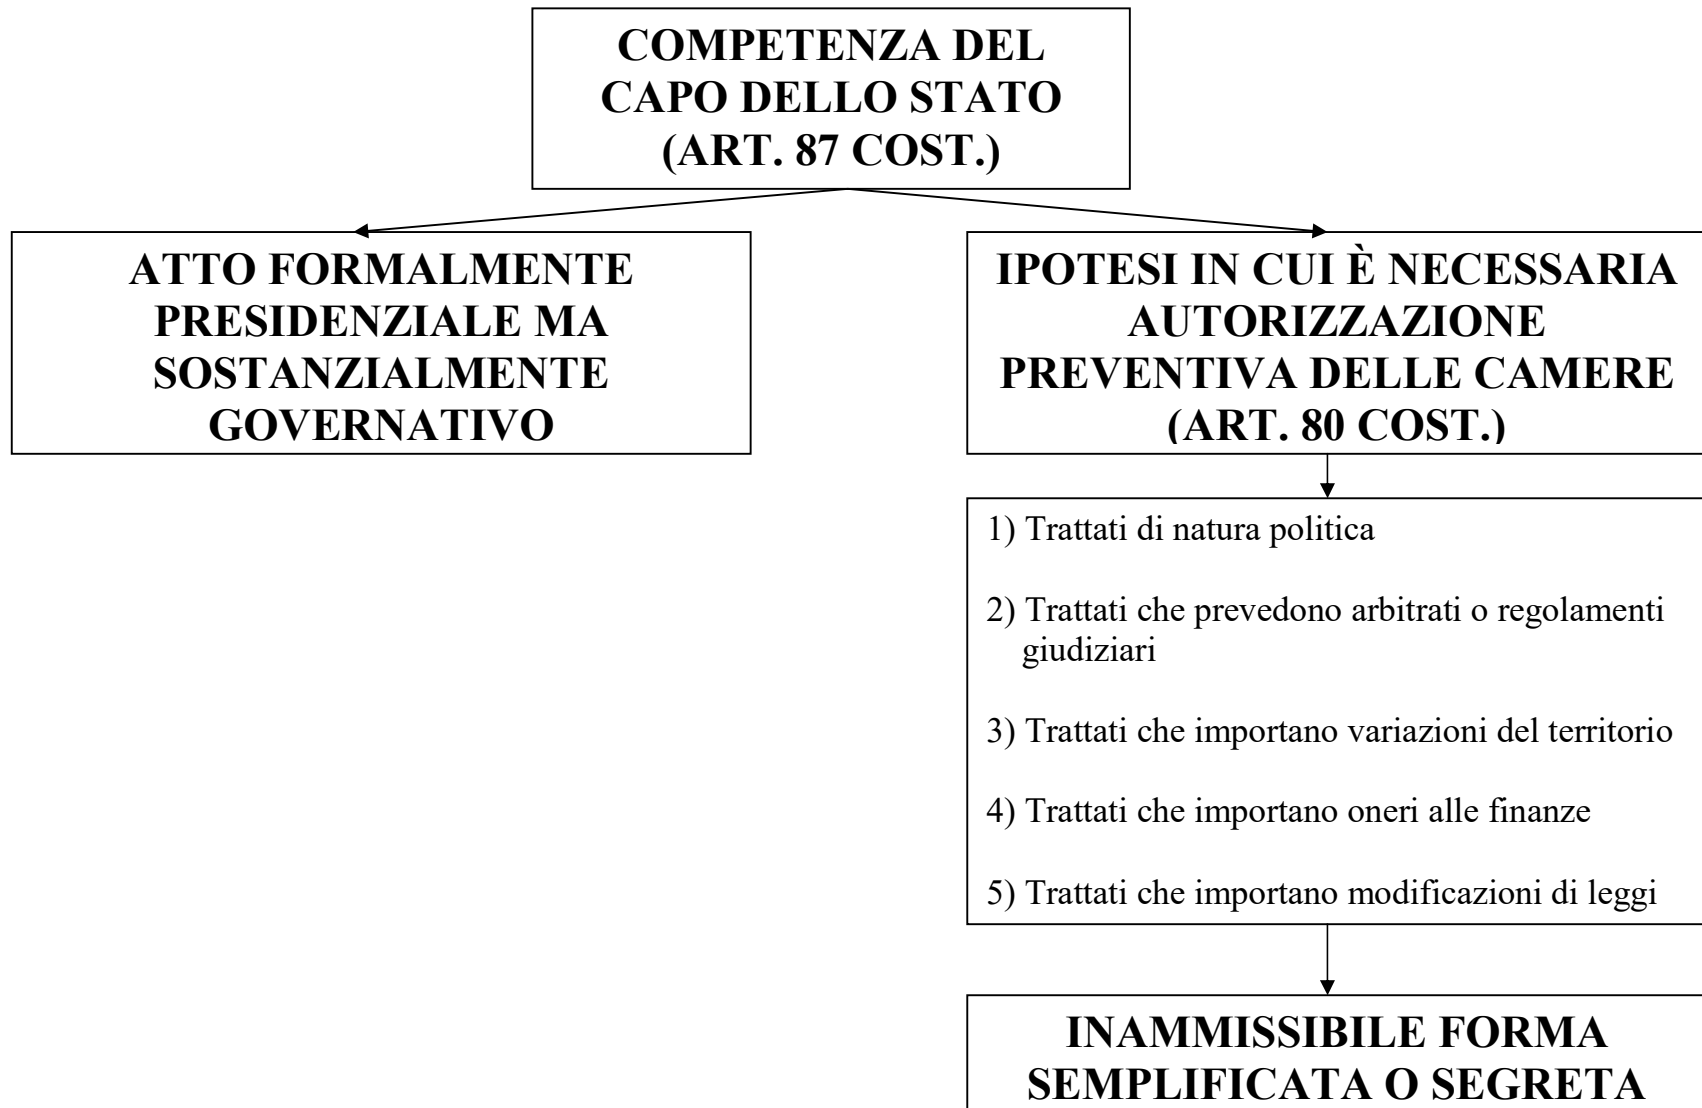 COMPETENZA DEL
CAPO DELLO STATO
(ART. 87 COST.)
ATTO FORMALMENTE
PRESIDENZIALE MA
SOSTANZIALMENTE
GOVERNATIVO
IPOTESI IN CUI È NECESSARIA
AUTORIZZAZIONE
PREVENTIVA DELLE CAMERE
(ART. 80 COST.)
1) Trattati di natura politica
2) Trattati che prevedono arbitrati o regolamenti
giudiziari
3) Trattati che importano variazioni del territorio
4) Trattati che importano oneri alle finanze
5) Trattati che importano modificazioni di leggi
INAMMISSIBILE FORMA
SEMPLIFICATA O SEGRETA